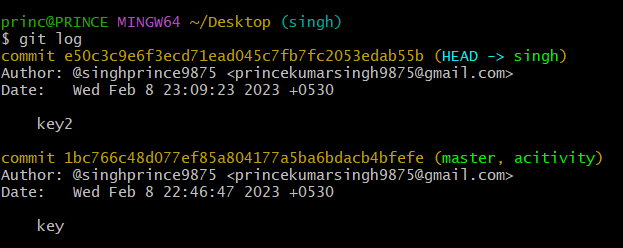 princ@PRINCE MINGW64 ~/Desktop (singh)
$ git log
commit e50c3c9e6f3ecd71ead045c7fb7fc2053edab55b (HEAD -> singh)
Author: @singhprince9875 <princekumarsingh9875@gmail.com>
Date:   Wed Feb 8 23:09:23 2023 +0530
key2
commit 1bc766c48d077ef85a804177a5ba6bdacb4bfefe (master, acitivity)
Author: @singhprince9875 <princekumarsingh9875@gmail.com>
Date:   Wed Feb 8 22:46:47 2023 +0530
key